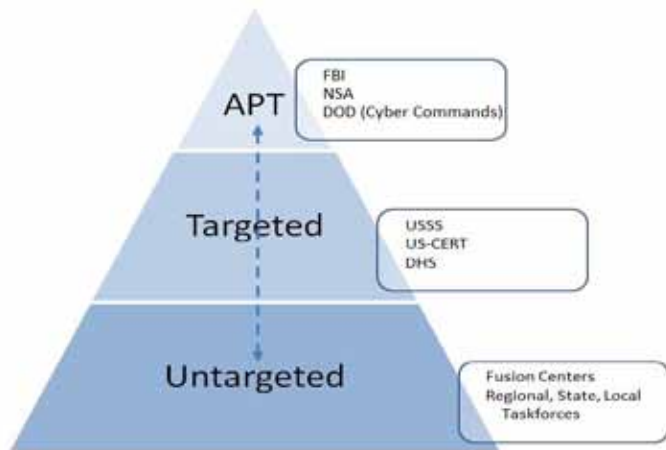 APT
FBI
NSA
DOD (Cyber Commands)
Targeted
USSS
US-CERT
DHS
Untargeted
Fusion Centers
Regional, State, Local
Taskforces